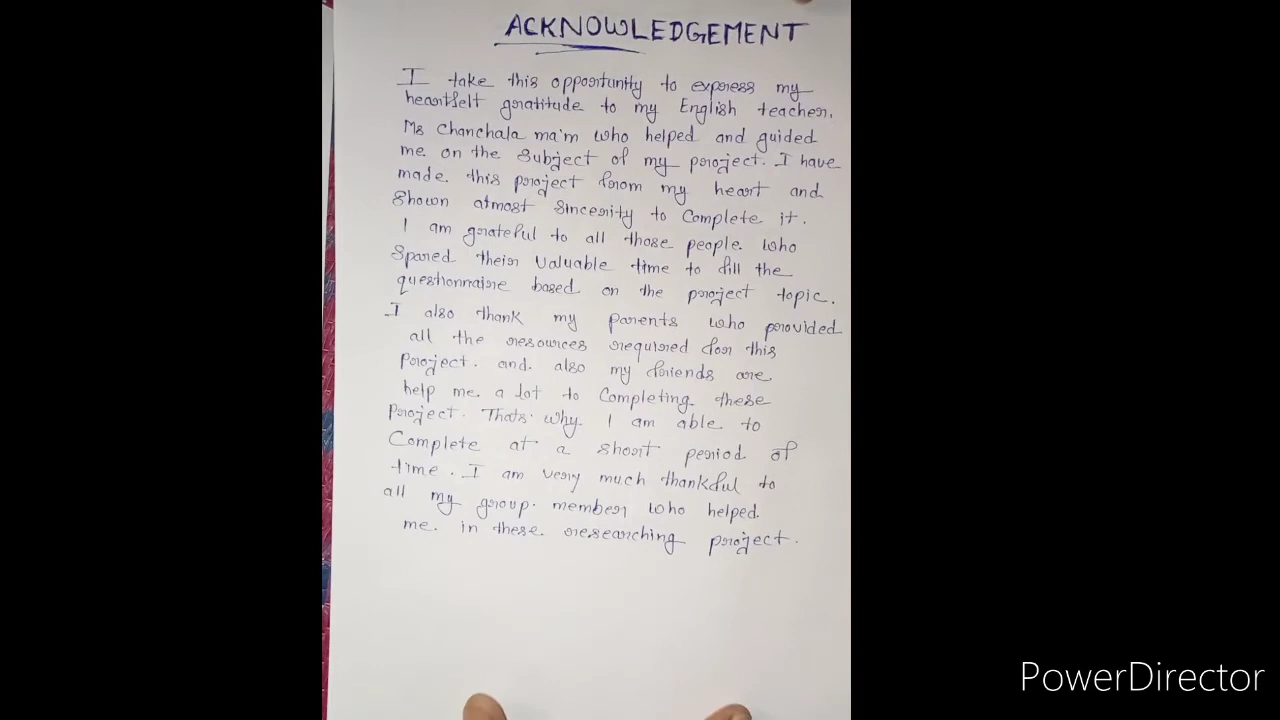 ACKNOWLEDGEMENT
I take this opportunity to express my
heartfelt gratitude to my English teacher.
Ms Chanchala ma'm who helped and guided
me on the subject of my project. I have
made this project from my heart and
shown atmost sincerity to complete it.
I am grateful to all those people who
spared their valuable time to fill the
questionnaire based on the project topic.
I also thank my parents who provided
all the resources required for this
project. and also my friends are
help me a lot to completing these
project. Thats why I am able to
complete at a short period of
time. I am very much thankful to
all my group member who helped
me in these researching project.
PowerDirector